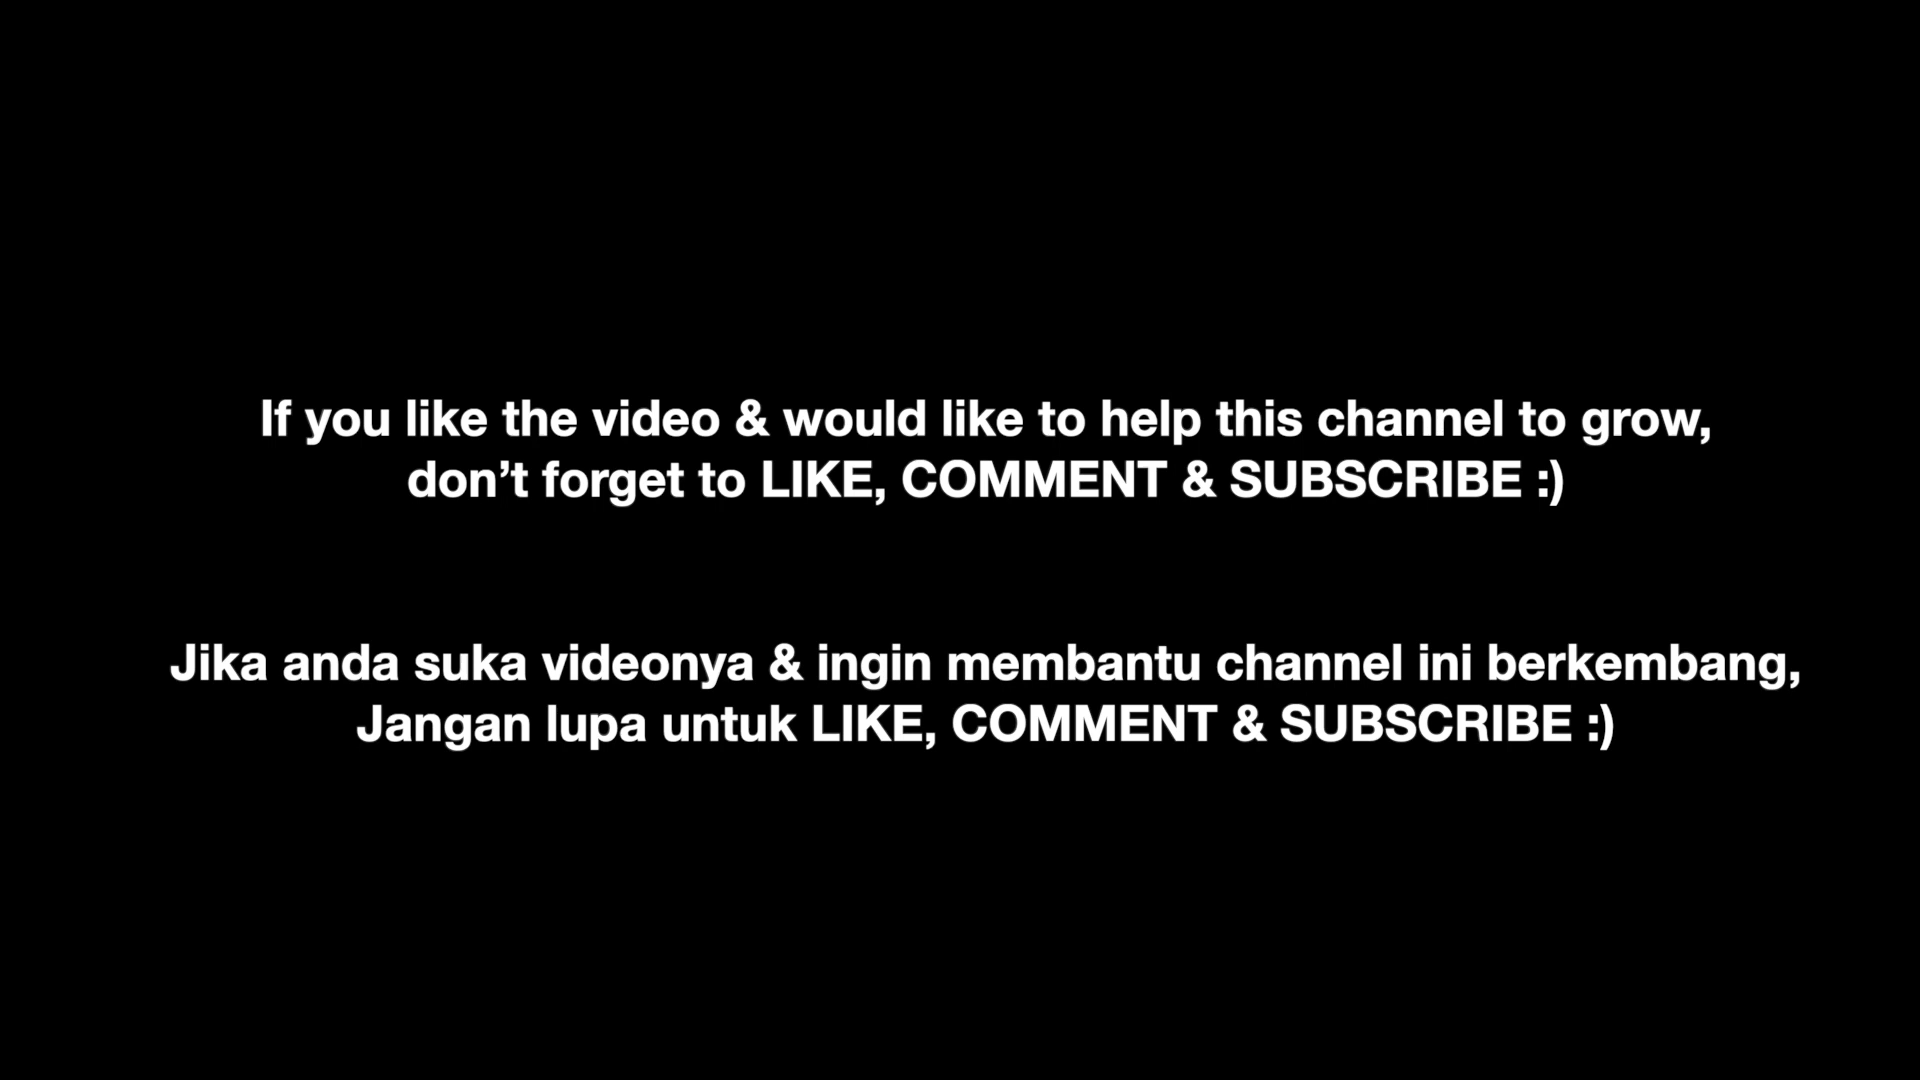 If you like the video & would like to help this channel to grow,
don’t forget to LIKE, COMMENT & SUBSCRIBE :)
Jika anda suka videonya & ingin membantu channel ini berkembang,
Jangan lupa untuk LIKE, COMMENT & SUBSCRIBE :)